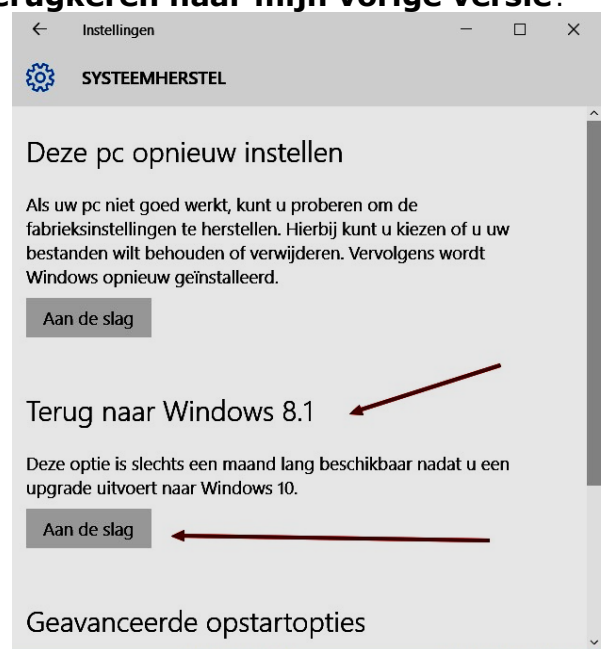 erugkeren naar mijn vorige versie!
Instellingen
SYSTEEMHERSTEL
Deze pc opnieuw instellen
Als uw pc niet goed werkt, kunt u proberen om de
fabrieksinstellingen te herstellen. Hierbij kunt u kiezen of u uw
bestanden wilt behouden of verwijderen. Vervolgens wordt
Windows opnieuw geïnstalleerd.
Aan de slag
Terug naar Windows 8.1
Deze optie is slechts een maand lang beschikbaar nadat u een
upgrade uitvoert naar Windows 10.
Aan de slag
Geavanceerde opstartopties